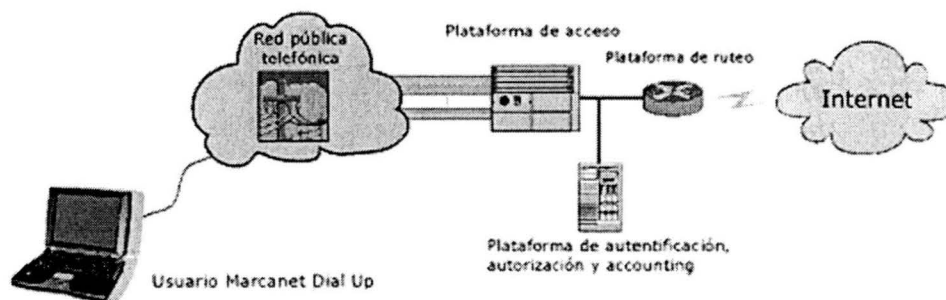 Red pública
telefónica
Plataforma de acceso
Plataforma de ruteo
Internet
Plataforma de autentificación,
autorización y accounting
Usuario Marcanet Dial Up